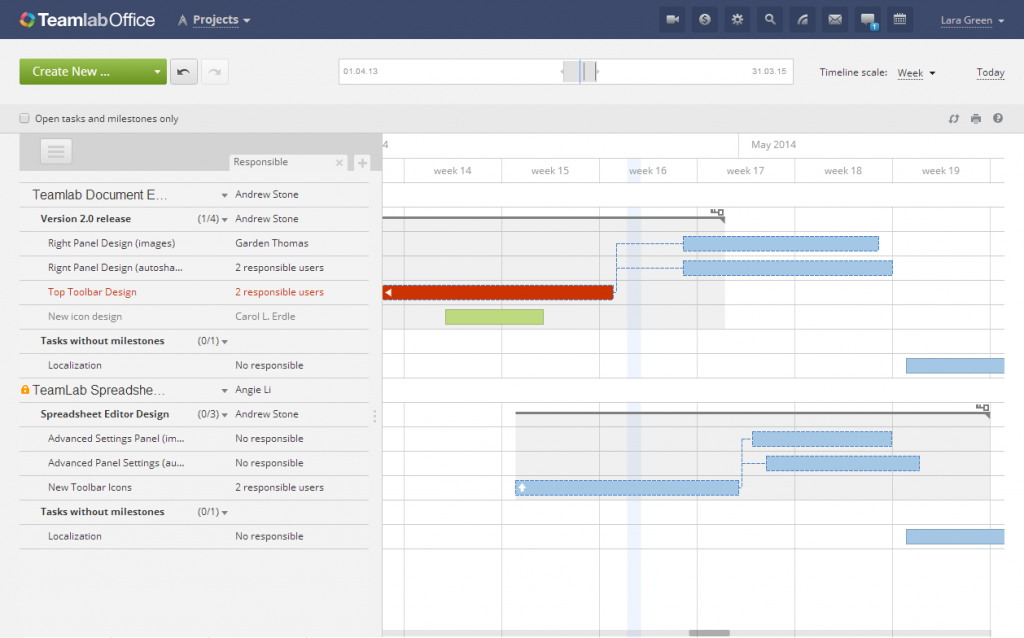 TeamlabOffice Projects Lara Green
1
Create New ... 01.04.13 31.03.15 Timeline scale: Week Today
Open tasks and milestones only
4 May 2014
Responsible week 14 week 15 week 16 week 17 week 18 week 19
Teamlab Document E... Andrew Stone
Version 2.0 release (1/4) Andrew Stone
Right Panel Design (images) Garden Thomas
Rignt Panel Design (autosha... 2 responsible users
Top Toolbar Design 2 responsible users
New icon design Carol L. Erdle
Tasks without milestones (0/1)
Localization No responsible
TeamLab Spreadshe... Angie Li
Spreadsheet Editor Design (0/3) Andrew Stone
Advanced Settings Panel (im... No responsible
Advanced Panel Settings (au... No responsible
New Toolbar Icons 2 responsible users
Tasks without milestones (0/1)
Localization No responsible